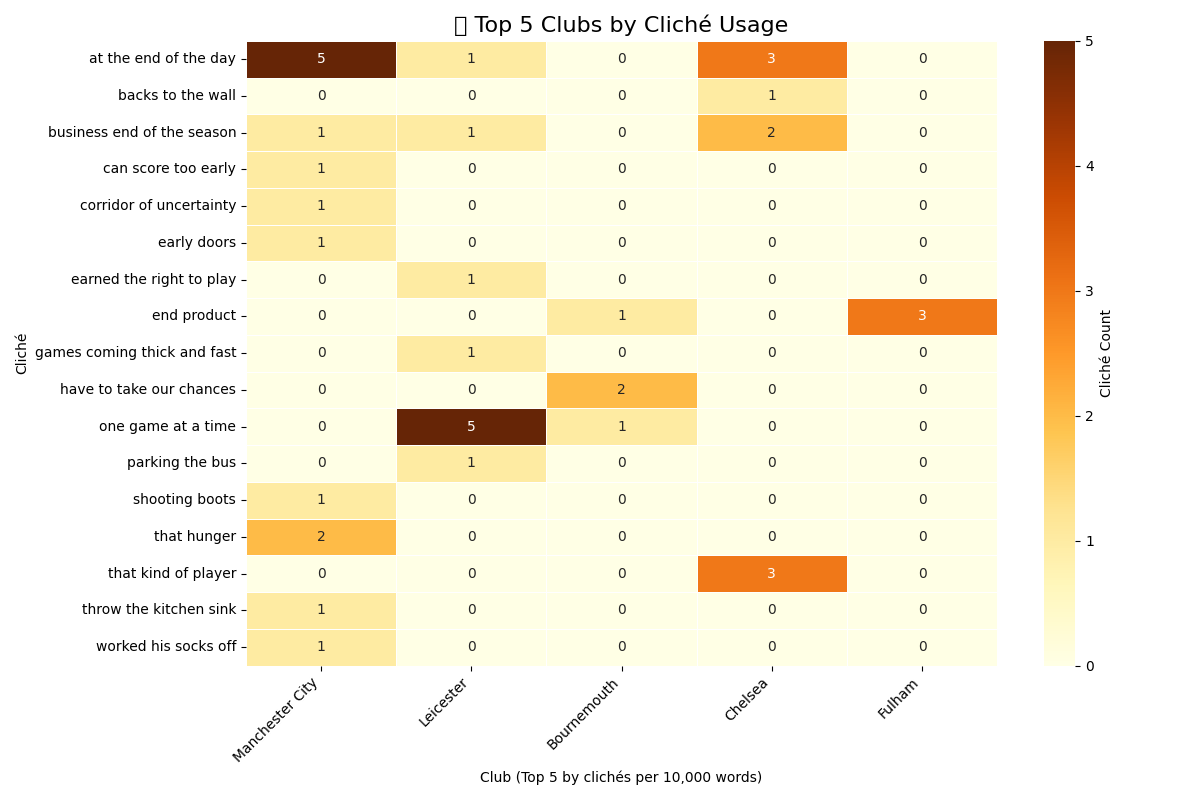 Top 5 Clubs by Cliché Usage
at the end of the day 5 1 0 3 0
backs to the wall 0 0 0 1 0
business end of the season 1 1 0 2 0
can score too early 1 0 0 0 0
corridor of uncertainty 1 0 0 0 0
early doors 1 0 0 0 0
earned the right to play 0 1 0 0 0
end product 0 0 1 0 3
games coming thick and fast 0 1 0 0 0
have to take our chances 0 0 2 0 0
one game at a time 0 5 1 0 0
parking the bus 0 1 0 0 0
shooting boots 1 0 0 0 0
that hunger 2 0 0 0 0
that kind of player 0 0 0 3 0
throw the kitchen sink 1 0 0 0 0
worked his socks off 1 0 0 0 0
Cliché
Manchester City Leicester Bournemouth Chelsea Fulham
Club (Top 5 by clichés per 10,000 words)
5
4
3
2
1
0
Cliché Count